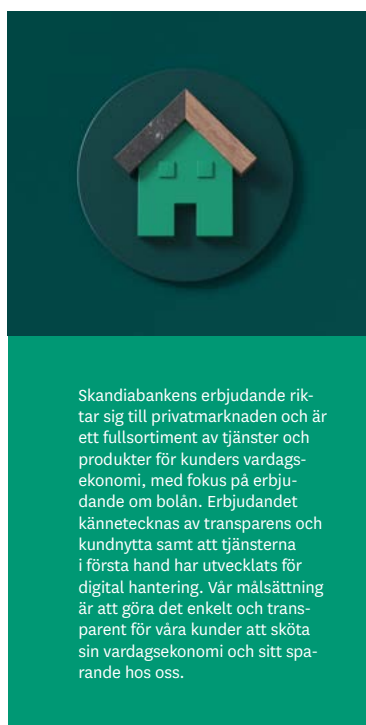 Skandiabankens erbjudande rik-
tar sig till privatmarknaden och är
ett fullsortiment av tjänster och
produkter för kunders vardags-
ekonomi, med fokus på erbju-
dande om bolån. Erbjudandet
kännetecknas av transparens och
kundnytta samt att tjänsterna
i första hand har utvecklats för
digital hantering. Vår målsättning
är att göra det enkelt och trans-
parent för våra kunder att sköta
sin vardagsekonomi och sitt spa-
rande hos oss.